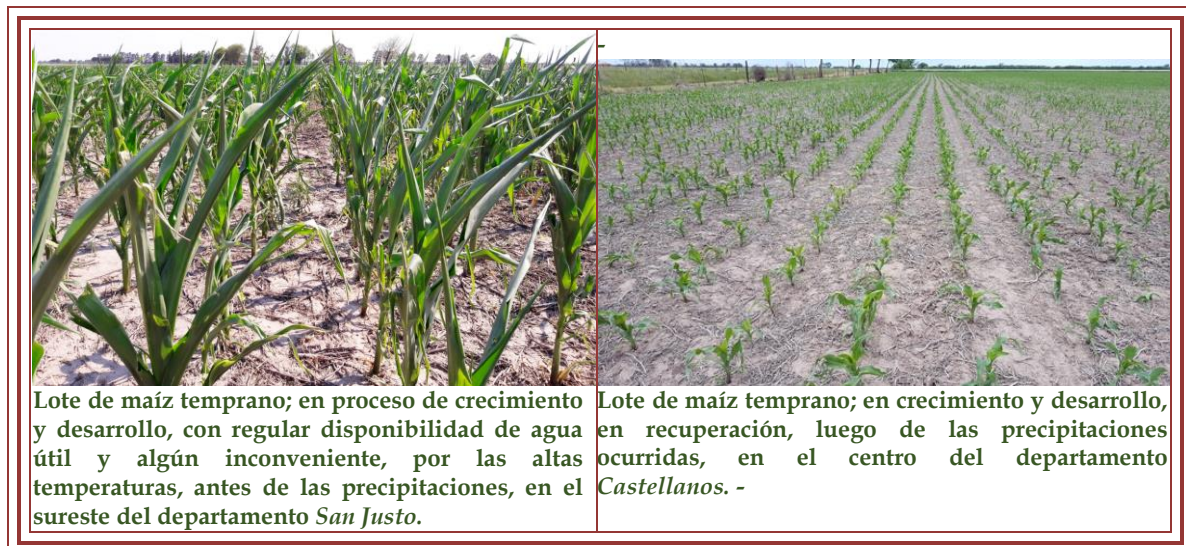 -
Lote de maíz temprano; en proceso de crecimiento
y desarrollo, con regular disponibilidad de agua
útil y algún inconveniente, por las altas
temperaturas, antes de las precipitaciones, en el
sureste del departamento San Justo.
Lote de maíz temprano; en crecimiento y desarrollo,
en recuperación, luego de las precipitaciones
ocurridas, en el centro del departamento
Castellanos. -